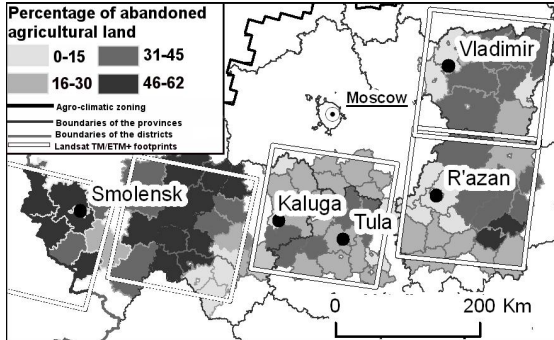 Percentage of abandoned
agricultural land
0-15
31-45
16-30
46-62
Agro-climatic zoning
Boundaries of the provinces
Boundaries of the districts
Landsat TM/ETM+ footprints
Vladimir
Moscow
R'azan
Smolensk
Kaluga
Tula
0
200 Km